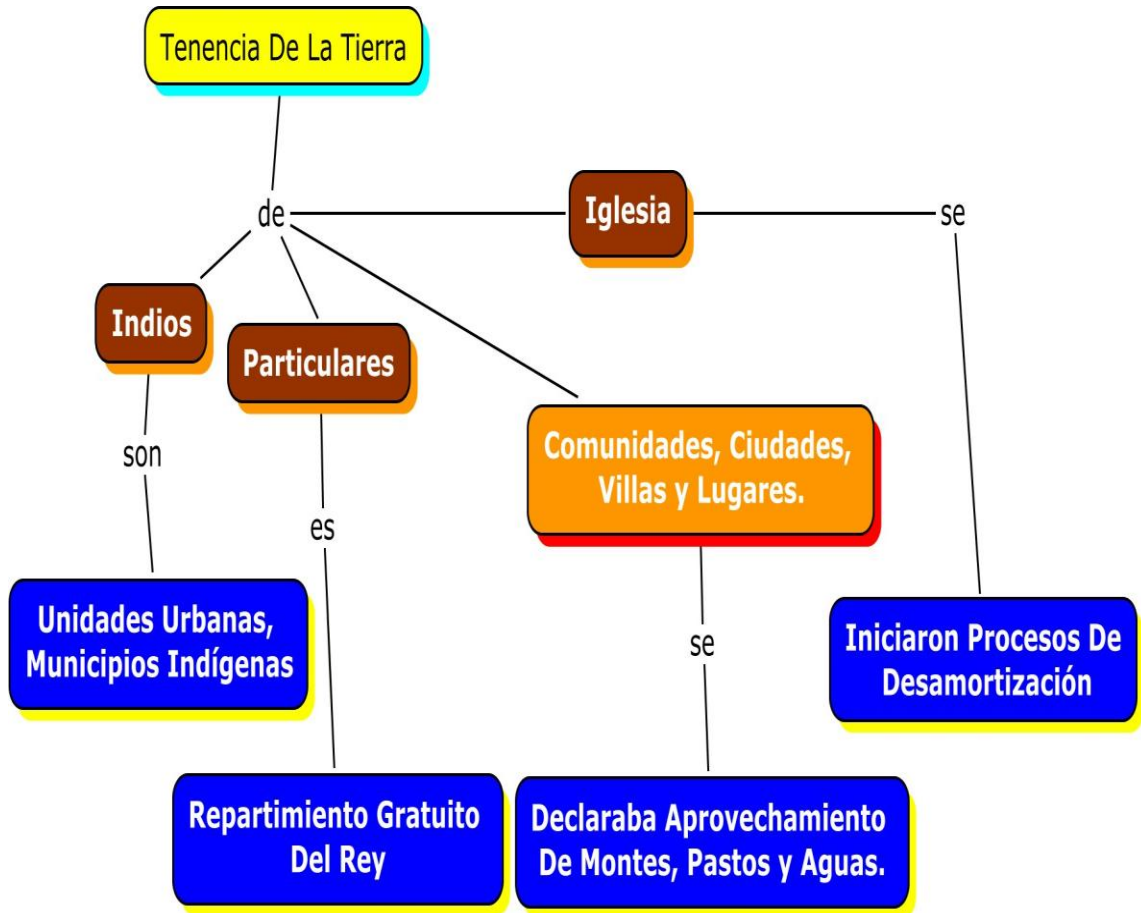 Tenencia De La Tierra
de
Iglesia
se
Indios
Particulares
son
Comunidades, Ciudades,
Villas y Lugares.
es
Unidades Urbanas,
Municipios Indígenas
se
Iniciaron Procesos De
Desamortización
Repartimiento Gratuito
Del Rey
Declaraba Aprovechamiento
De Montes, Pastos y Aguas.